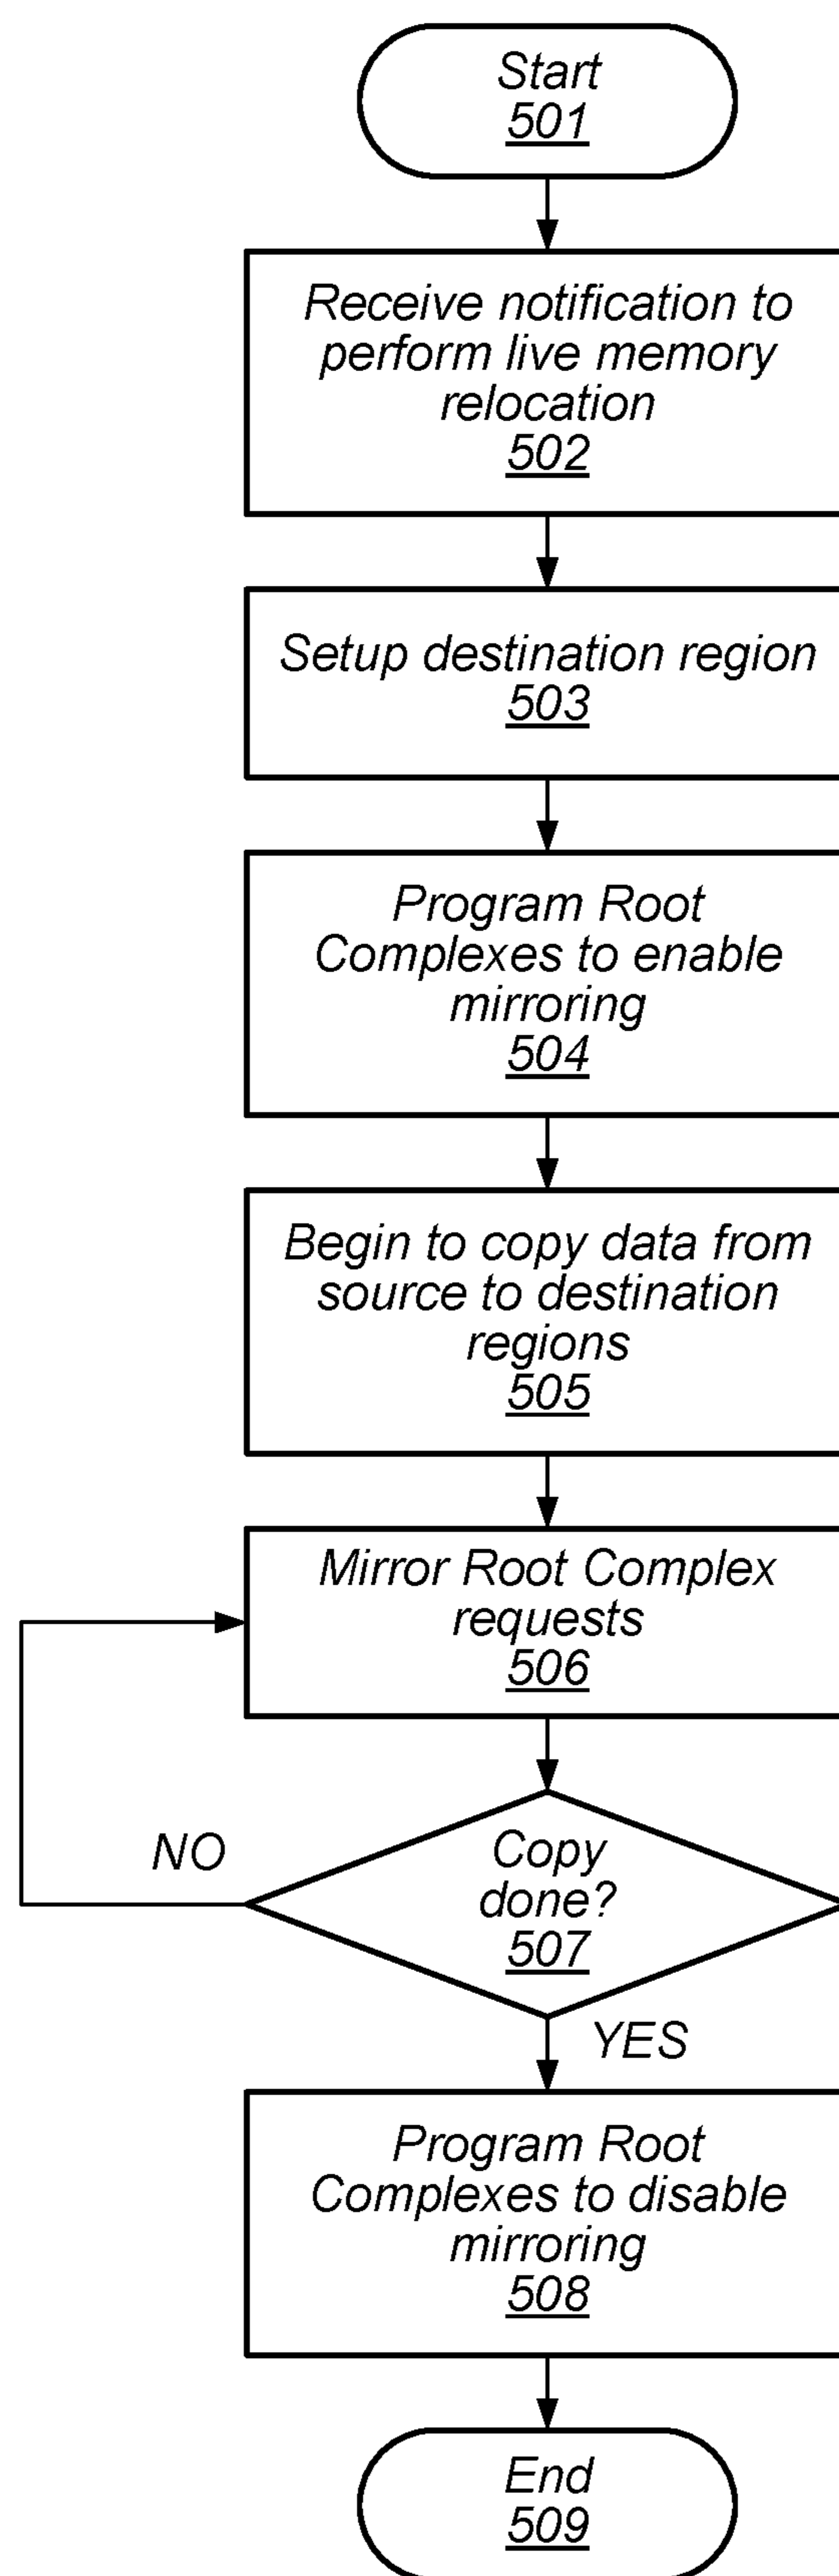 Start
501
Receive notification to
perform live memory
relocation
502
Setup destination region
503
Program Root
Complexes to enable
mirroring
504
Begin to copy data from
source to destination
regions
505
Mirror Root Complex
requests
506
NO
Copy
done?
507
YES
Program Root
Complexes to disable
mirroring
508
End
509